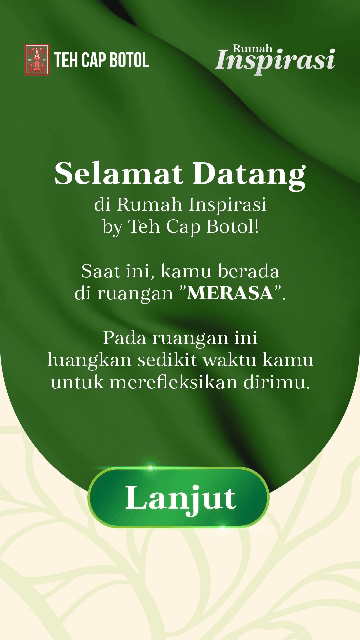 TEH CAP BOTOL
Rumah
Inspirasi
Selamat Datang
di Rumah Inspirasi
by Teh Cap Botol!
Saat ini, kamu berada
di ruangan "MERASA".
Pada ruangan ini
luangkan sedikit waktu kamu
untuk merefleksikan dirimu.
Lanjut